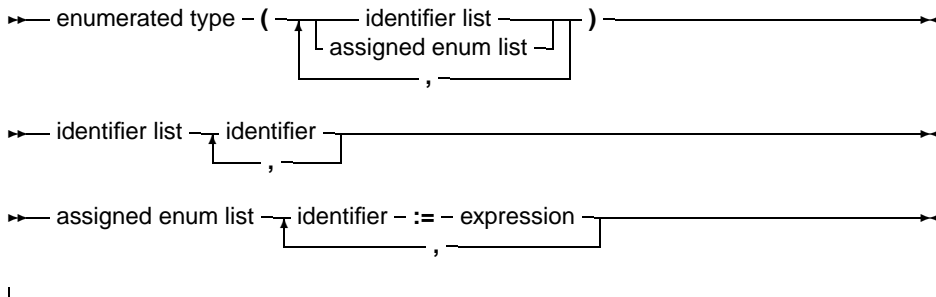 enumerated type ( identifier list )
assigned enum list
,
identifier list identifier
,
assigned enum list identifier := expression
,